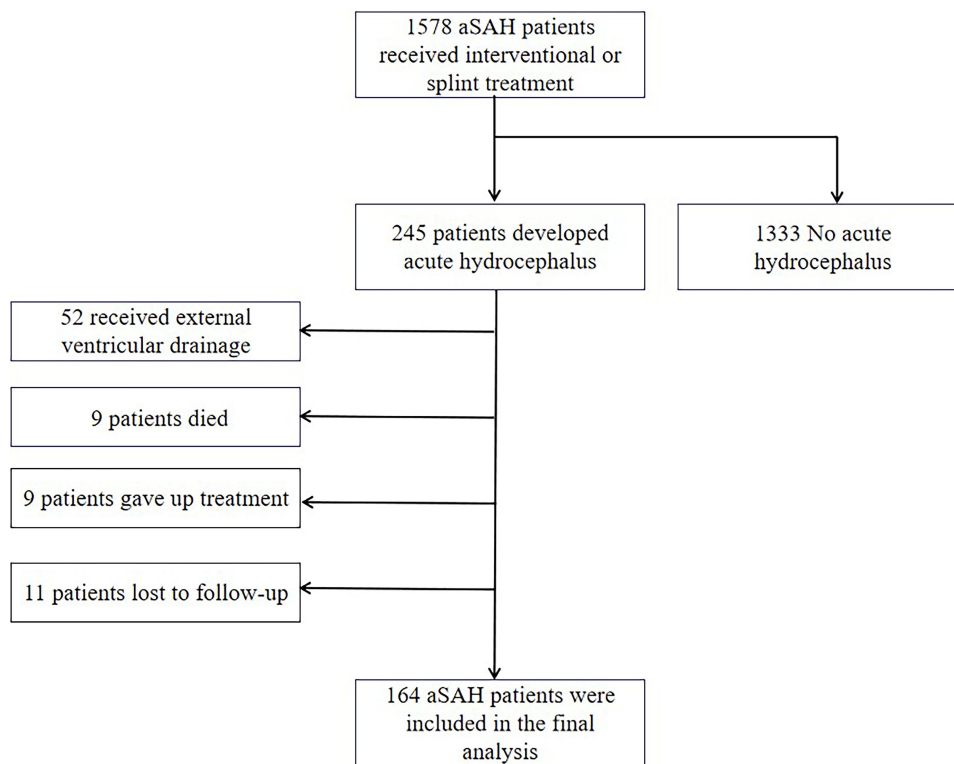 1578 aSAH patients
received interventional or
splint treatment
245 patients developed
acute hydrocephalus
1333 No acute
hydrocephalus
52 received external
ventricular drainage
9 patients died
9 patients gave up treatment
11 patients lost to follow-up
164 aSAH patients were
included in the final
analysis